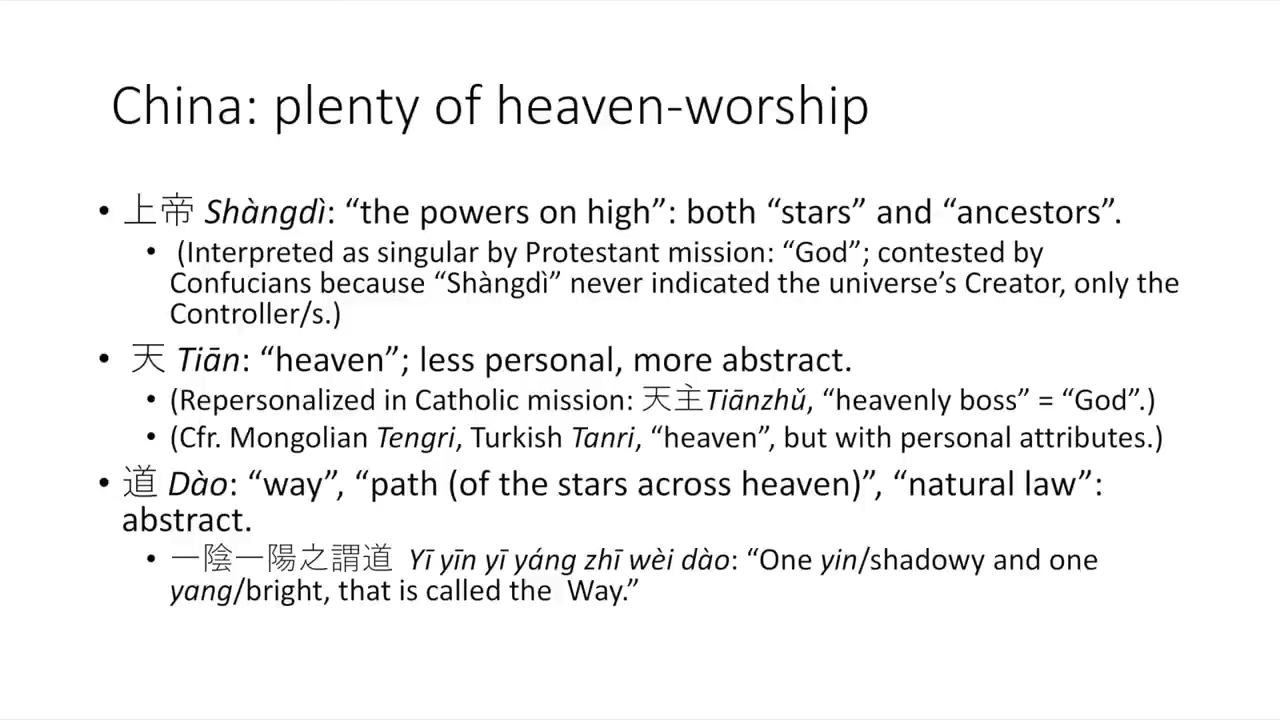 China: plenty of heaven-worship
• 上帝 Shàngdì: “the powers on high”: both “stars” and “ancestors”.
• (Interpreted as singular by Protestant mission: “God”; contested by
Confucians because “Shàngdì” never indicated the universe’s Creator, only the
Controller/s.)
• 天 Tiān: “heaven”; less personal, more abstract.
• (Repersonalized in Catholic mission: 天主Tiānzhǔ, “heavenly boss” = “God”.)
• (Cfr. Mongolian Tengri, Turkish Tanri, “heaven”, but with personal attributes.)
• 道 Dào: “way”, “path (of the stars across heaven)”, “natural law”:
abstract.
• 一陰一陽之謂道 Yī yīn yī yáng zhī wèi dào: “One yin/shadowy and one
yang/bright, that is called the Way.”